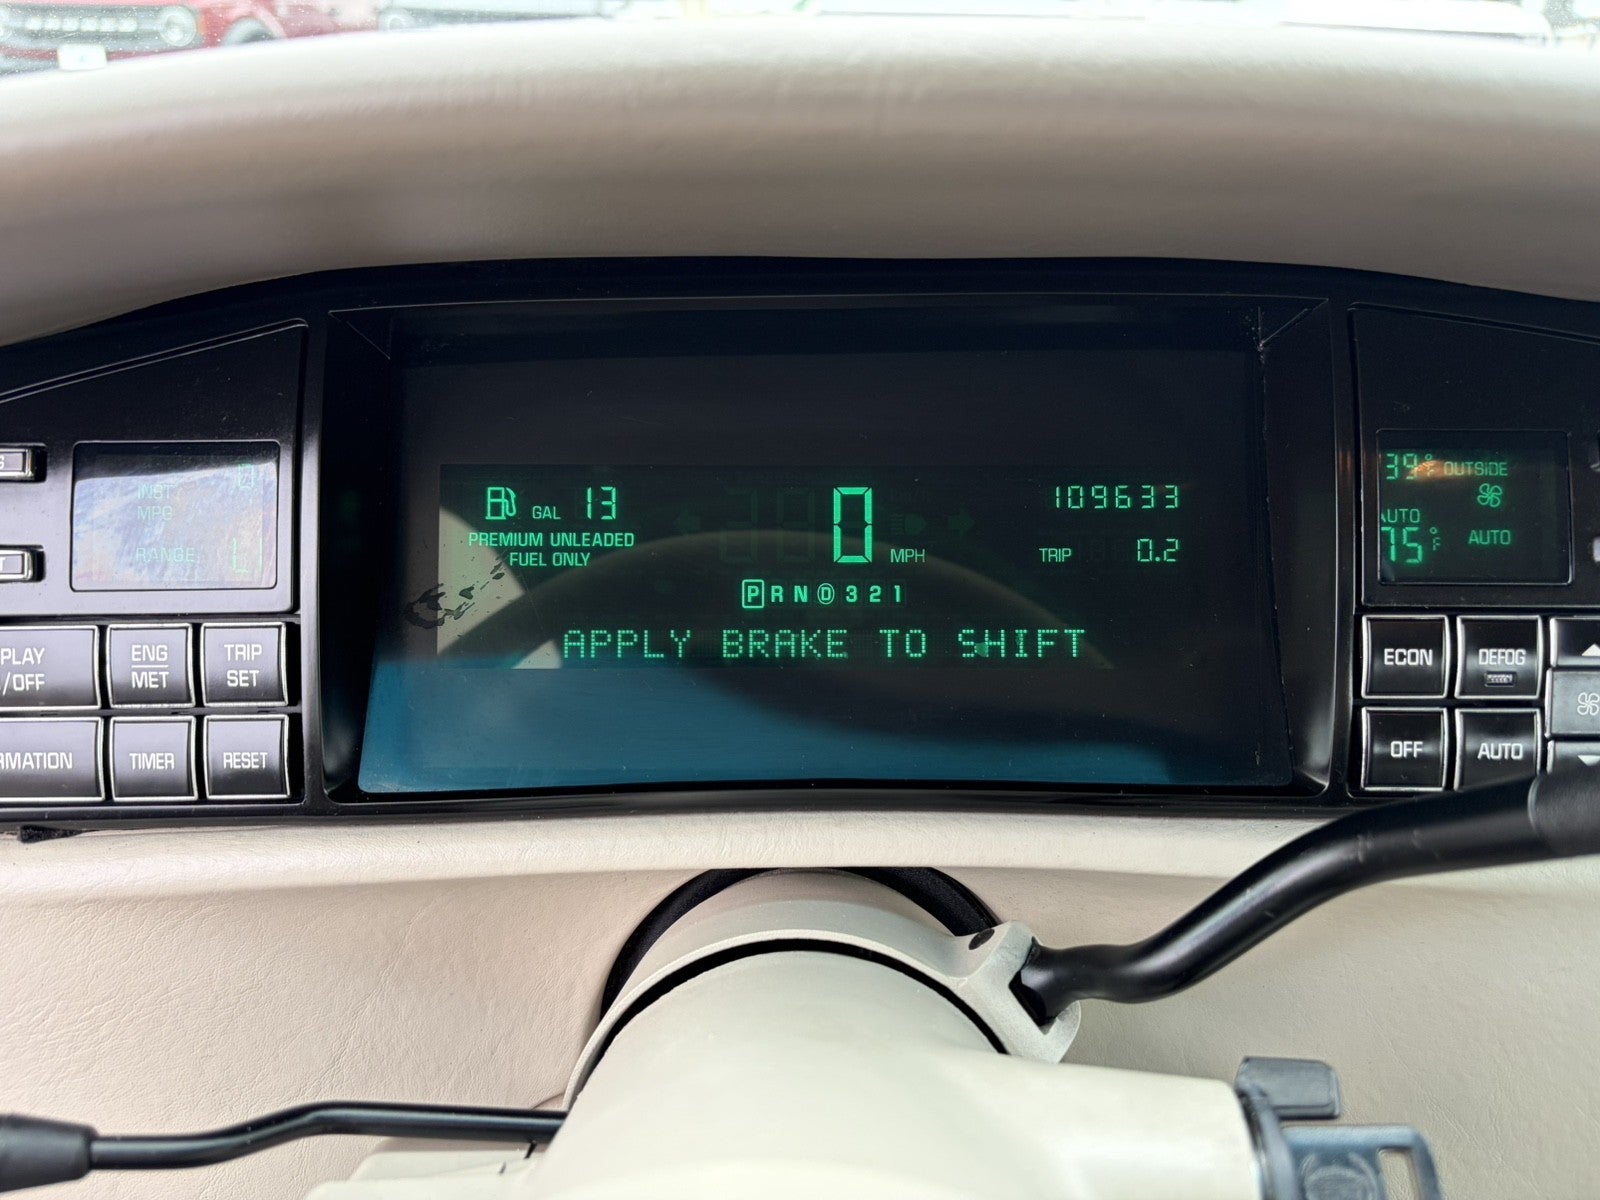 GAL 13
PREMIUM UNLEADED
FUEL ONLY
0 MPH
109633
TRIP 0.2
P R N D 3 2 1
APPLY BRAKE TO SHIFT
INST
MPG
0
RANGE
39°F OUTSIDE
AUTO
75°F AUTO
ENG
MET
TRIP
SET
TIMER
RESET
PLAY
/OFF
RMATION
ECON
DEFOG
OFF
AUTO